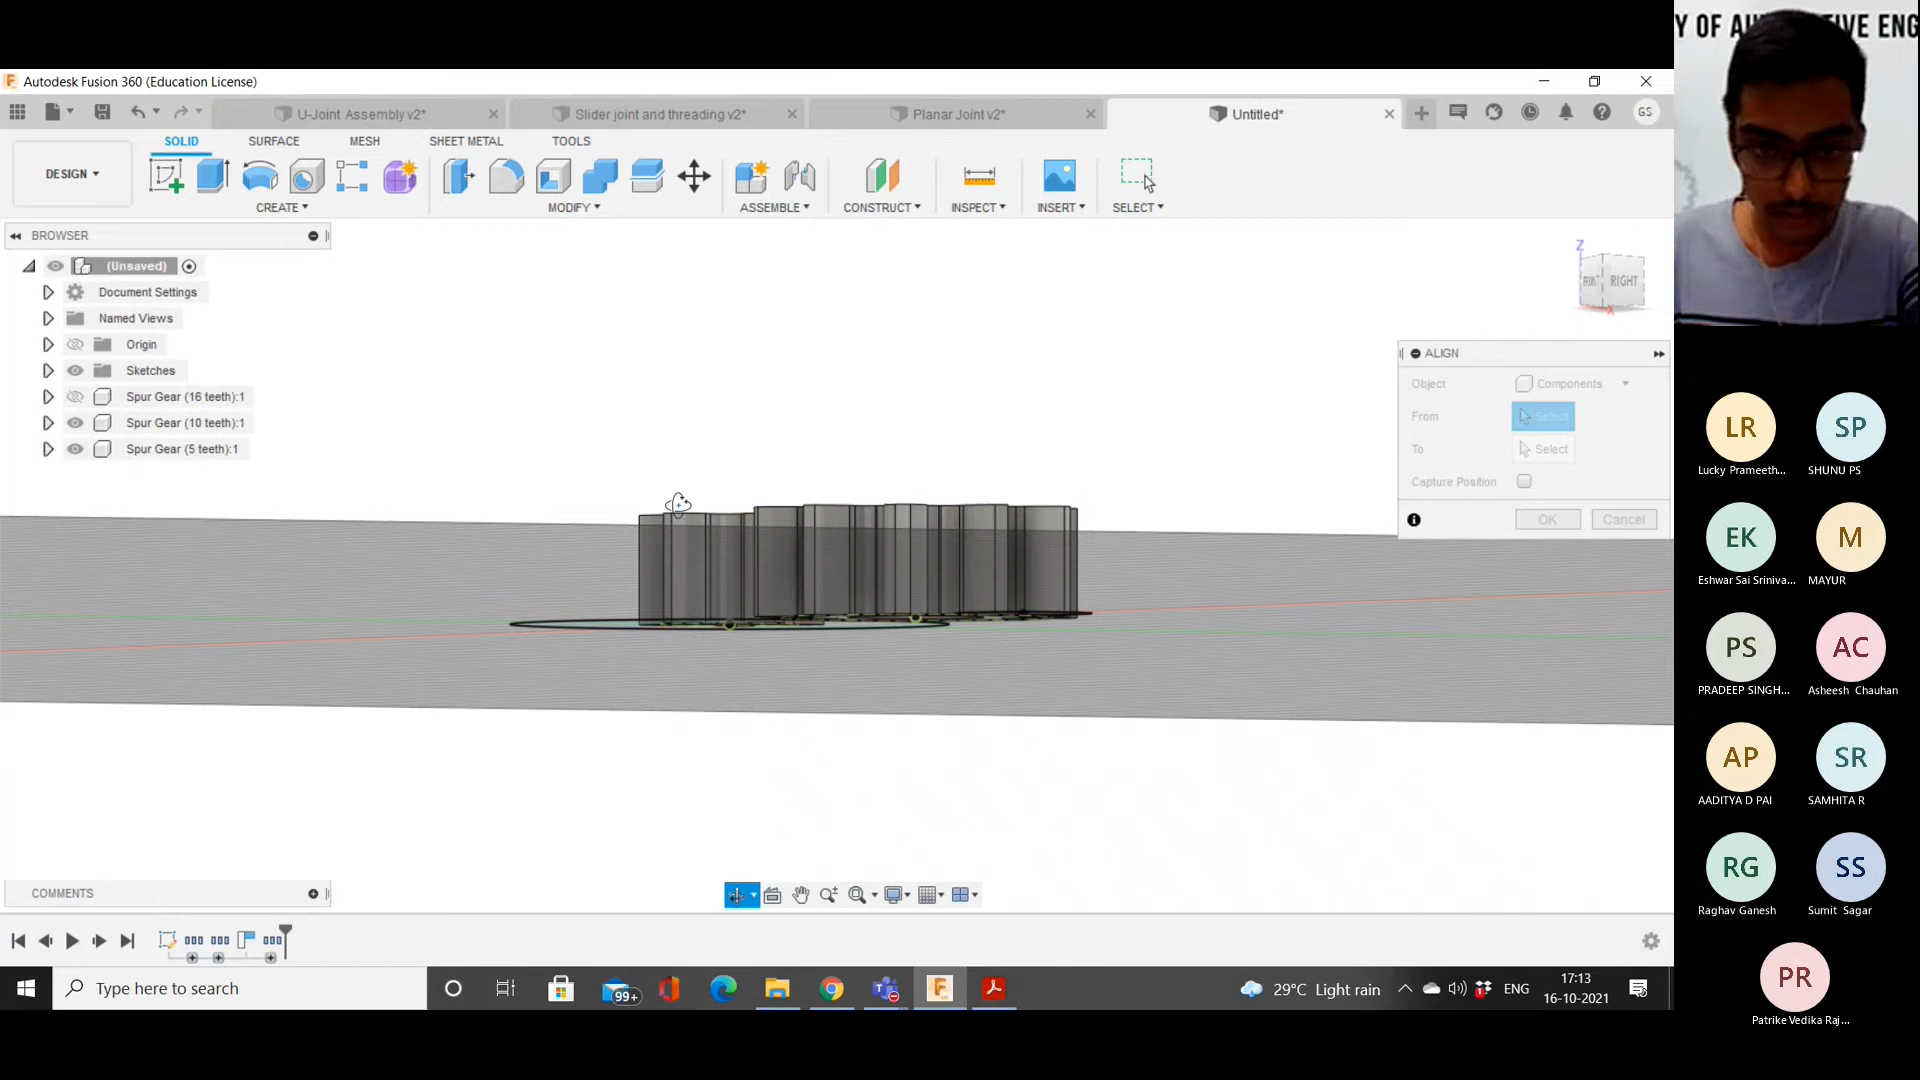 Y OF AU
VE ENG
Autodesk Fusion 360 (Education License)
U-Joint Assembly v2*
Slider joint and threading v2*
Planar Joint v2*
Untitled*
GS
DESIGN
SOLID
SURFACE
MESH
SHEET METAL
TOOLS
CREATE
MODIFY
ASSEMBLE
CONSTRUCT
INSPECT
INSERT
SELECT
BROWSER
(Unsaved)
Document Settings
Named Views
Origin
Sketches
Spur Gear (16 teeth):1
Spur Gear (10 teeth):1
Spur Gear (5 teeth):1
Z
FRONT
RIGHT
X
ALIGN
Object
Components
From
Select
To
Select
Capture Position
OK
Cancel
LR
Lucky Prameeth...
SP
SHUNU PS
EK
Eshwar Sai Sriniva...
M
MAYUR
PS
PRADEEP SINGH...
AC
Asheesh Chauhan
AP
AADITYA D PAI
SR
SAMHITA R
RG
Raghav Ganesh
SS
Sumit Sagar
PR
Patrike Vedika Raj...
COMMENTS
Type here to search
99+
29°C Light rain
ENG
17:13
16-10-2021